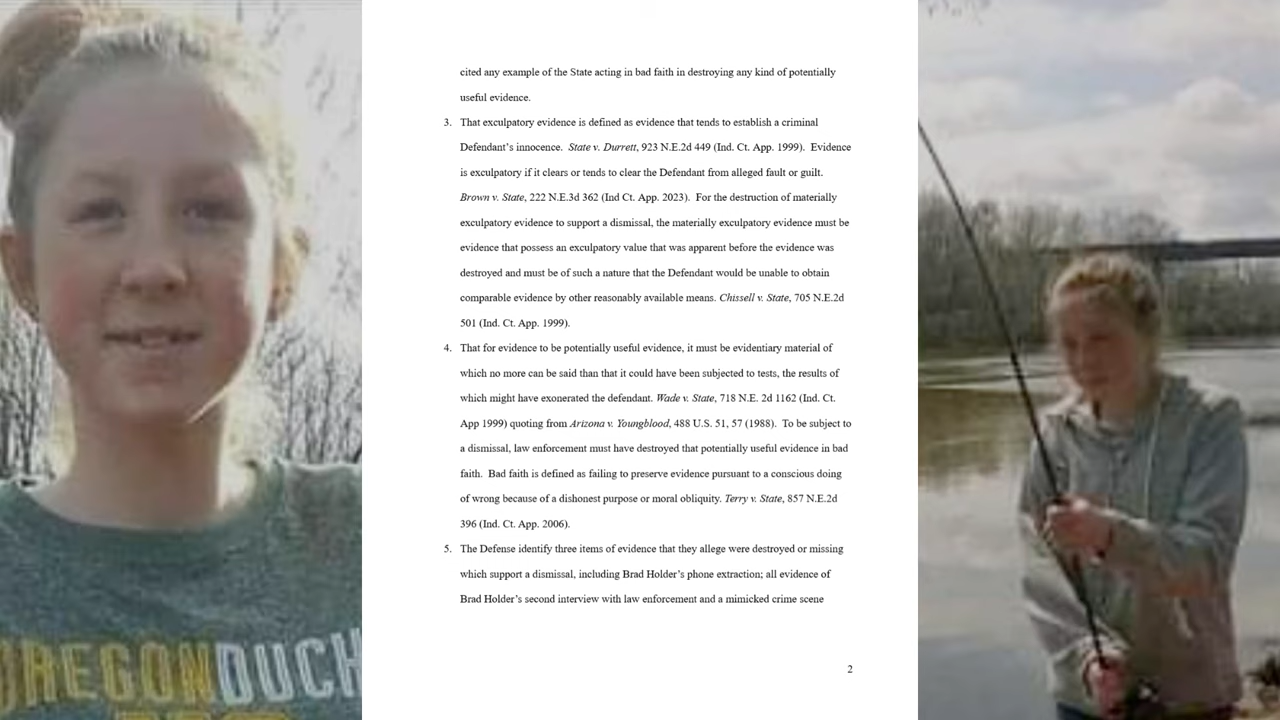 cited any example of the State acting in bad faith in destroying any kind of potentially
useful evidence.
3. That exculpatory evidence is defined as evidence that tends to establish a criminal
Defendant's innocence. State v. Durrett, 923 N.E.2d 449 (Ind. Ct. App. 1999). Evidence
is exculpatory if it clears or tends to clear the Defendant from alleged fault or guilt.
Brown v. State, 222 N.E.3d 362 (Ind Ct. App. 2023). For the destruction of materially
exculpatory evidence to support a dismissal, the materially exculpatory evidence must be
evidence that possess an exculpatory value that was apparent before the evidence was
destroyed and must be of such a nature that the Defendant would be unable to obtain
comparable evidence by other reasonably available means. Chissell v. State, 705 N.E.2d
501 (Ind. Ct. App. 1999).
4. That for evidence to be potentially useful evidence, it must be evidentiary material of
which no more can be said than that it could have been subjected to tests, the results of
which might have exonerated the defendant. Wade v. State, 718 N.E. 2d 1162 (Ind. Ct.
App 1999) quoting from Arizona v. Youngblood, 488 U.S. 51, 57 (1988). To be subject to
a dismissal, law enforcement must have destroyed that potentially useful evidence in bad
faith. Bad faith is defined as failing to preserve evidence pursuant to a conscious doing
of wrong because of a dishonest purpose or moral obliquity. Terry v. State, 857 N.E.2d
396 (Ind. Ct. App. 2006).
5. The Defense identify three items of evidence that they allege were destroyed or missing
which support a dismissal, including Brad Holder's phone extraction; all evidence of
Brad Holder's second interview with law enforcement and a mimicked crime scene
2
OREGONDUCK